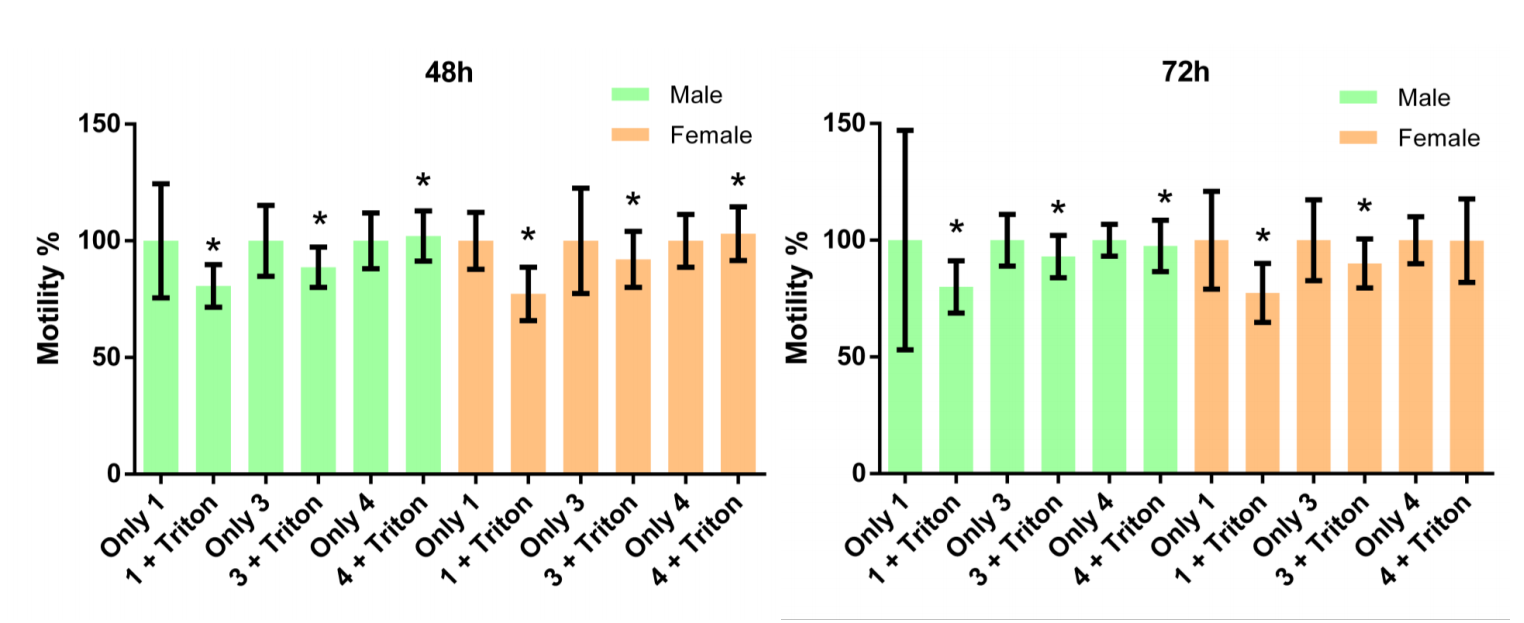 48h
Male
Female
Motility %
150
100
50
0
*
*
*
*
*
*
Only 1
1 + Triton
Only 3
3 + Triton
Only 4
4 + Triton
Only 1
1 + Triton
Only 3
3 + Triton
Only 4
4 + Triton
72h
Male
Female
Motility %
150
100
50
0
*
*
*
*
*
Only 1
1 + Triton
Only 3
3 + Triton
Only 4
4 + Triton
Only 1
1 + Triton
Only 3
3 + Triton
Only 4
4 + Triton